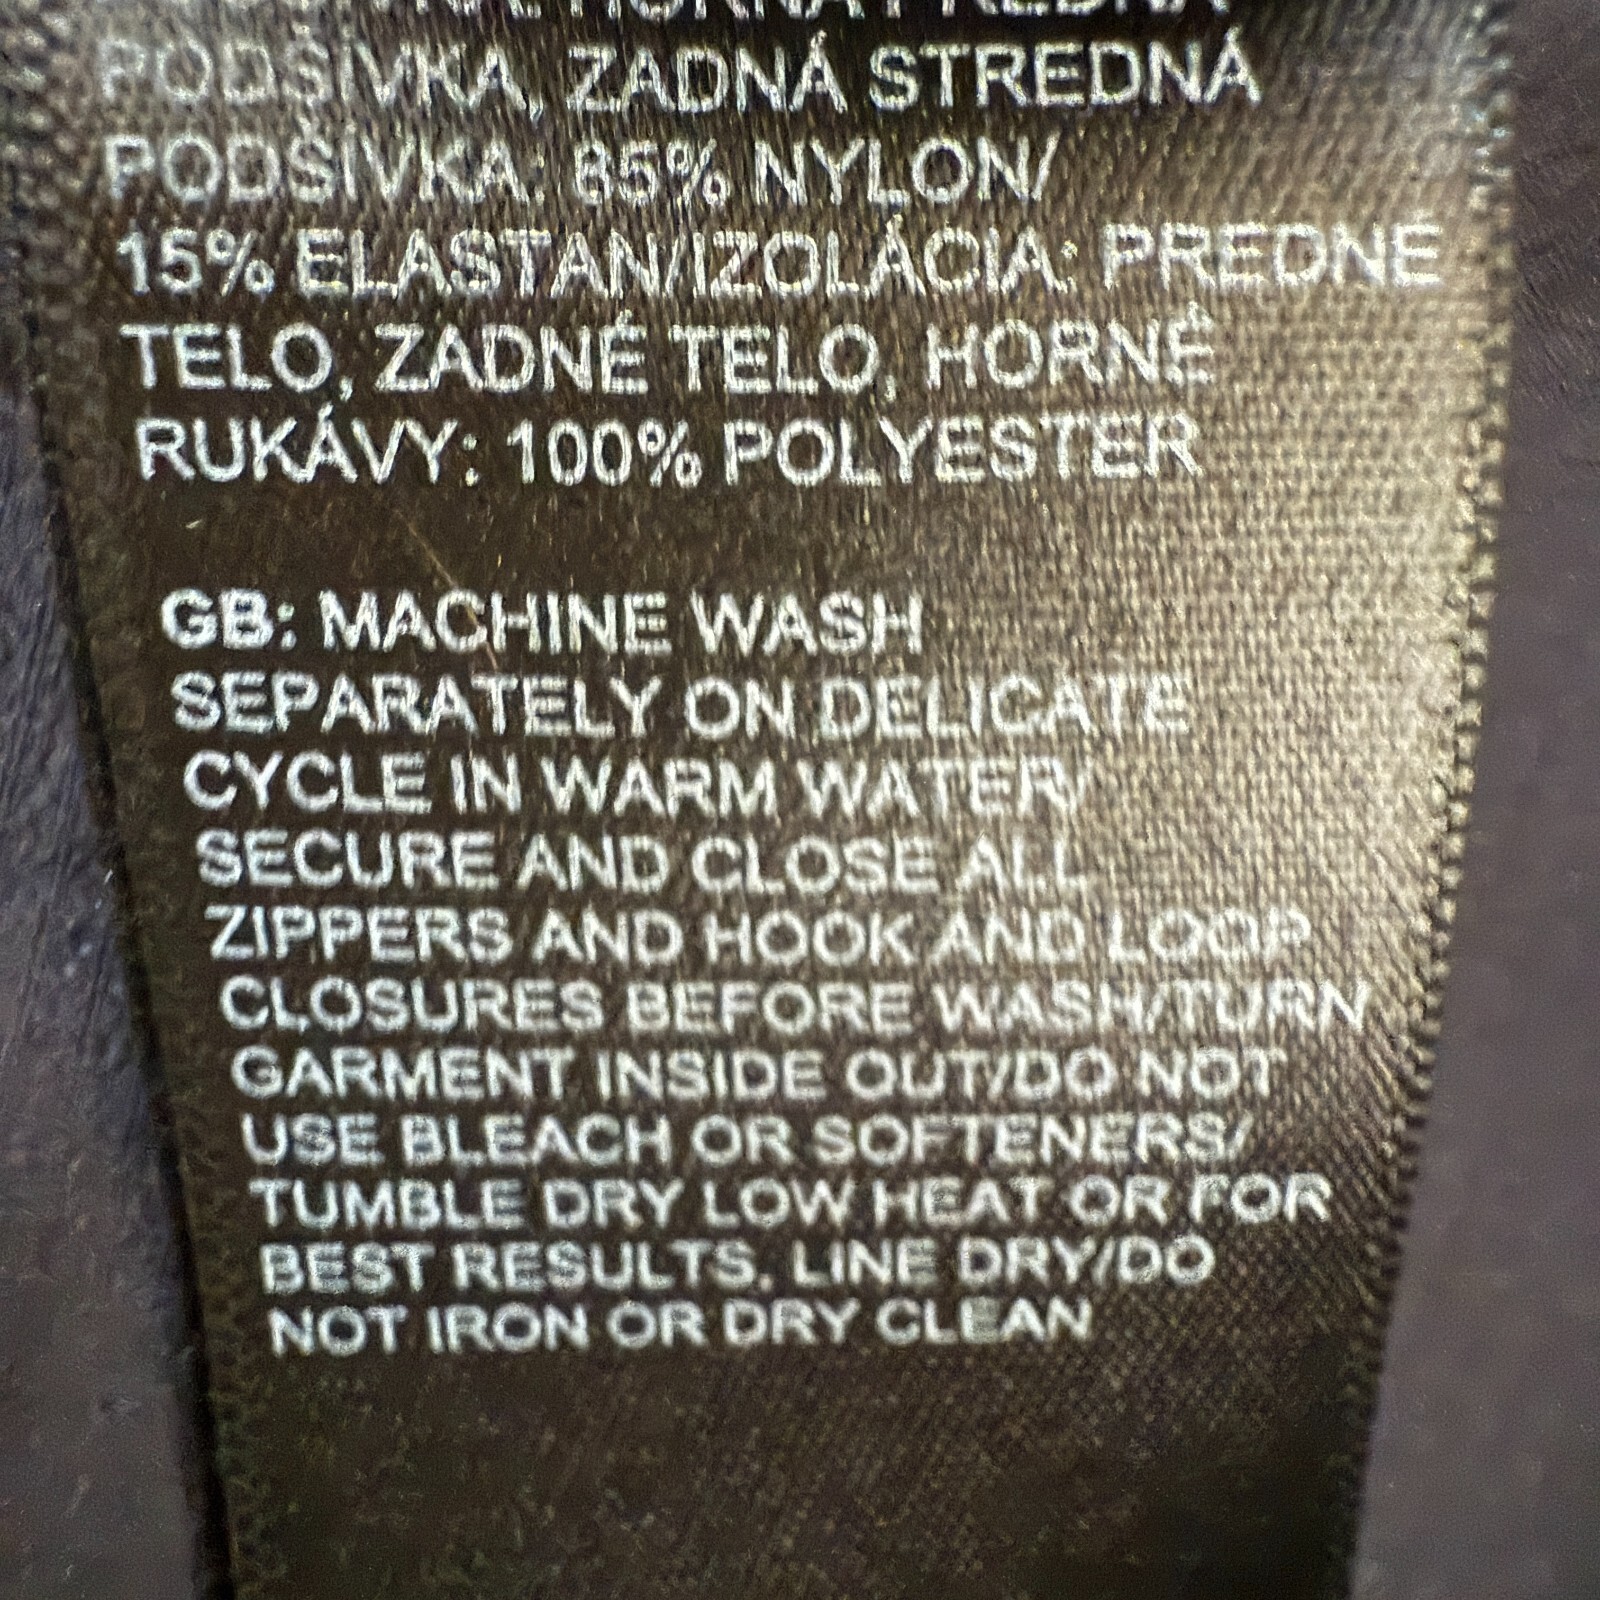 PODŠÍVKA, ZADNÁ STREDNÁ
PODŠÍVKA: 85% NYLON/
15% ELASTAN/IZOLÁCIA: PREDNÉ
TELO, ZADNÉ TELO, HORNÉ
RUKÁVY: 100% POLYESTER
GB: MACHINE WASH
SEPARATELY ON DELICATE
CYCLE IN WARM WATER/
SECURE AND CLOSE ALL
ZIPPERS AND HOOK AND LOOP
CLOSURES BEFORE WASH/TURN
GARMENT INSIDE OUT/DO NOT
USE BLEACH OR SOFTENERS/
TUMBLE DRY LOW HEAT OR FOR
BEST RESULTS, LINE DRY/DO
NOT IRON OR DRY CLEAN